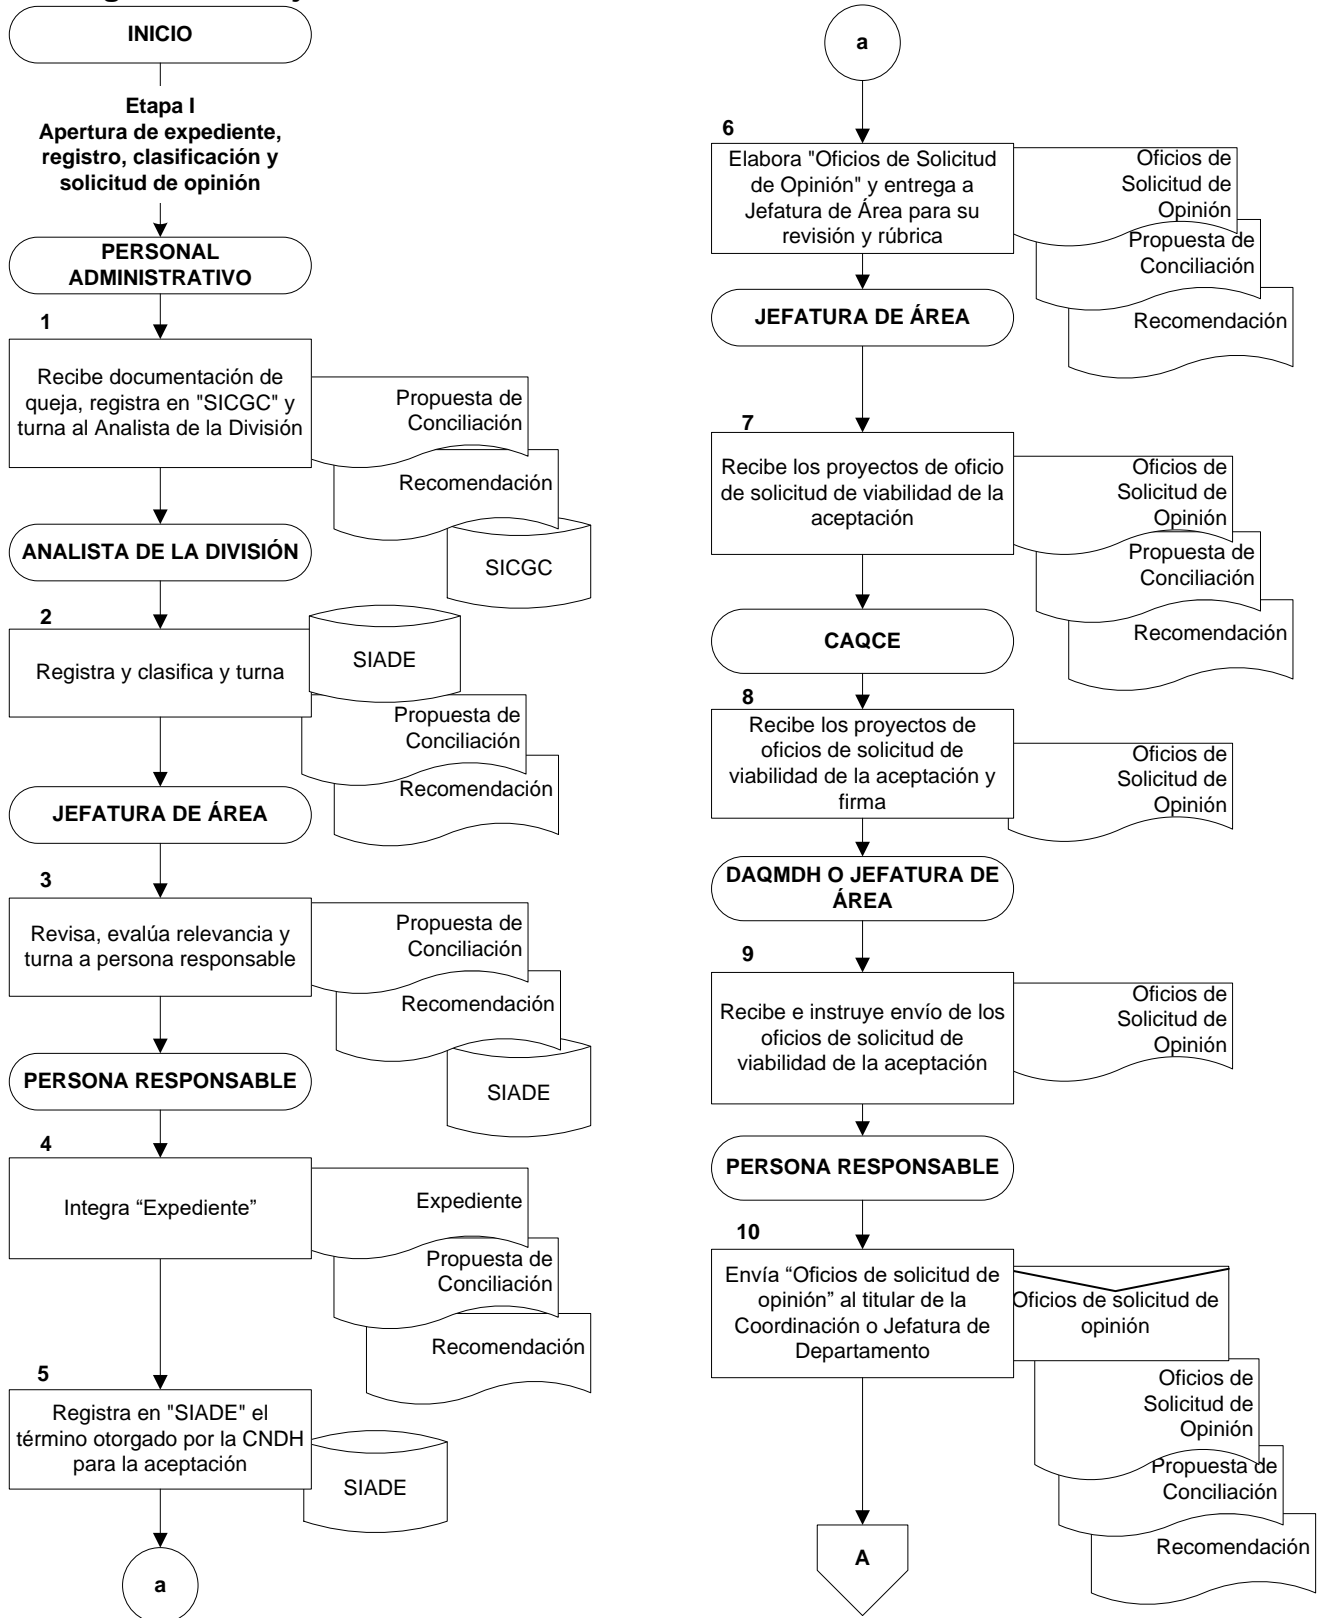 INICIO
Etapa I
Apertura de expediente,
registro, clasificación y
solicitud de opinión
PERSONAL
ADMINISTRATIVO
1
Recibe documentación de
queja, registra en "SICGC" y
turna al Analista de la División
Propuesta de
Conciliación
Recomendación
SICGC
ANALISTA DE LA DIVISIÓN
2
Registra y clasifica y turna
SIADE
Propuesta de
Conciliación
Recomendación
JEFATURA DE ÁREA
3
Revisa, evalúa relevancia y
turna a persona responsable
Propuesta de
Conciliación
Recomendación
SIADE
PERSONA RESPONSABLE
4
Integra “Expediente”
Expediente
Propuesta de
Conciliación
Recomendación
5
Registra en "SIADE" el
término otorgado por la CNDH
para la aceptación
SIADE
a
a
6
Elabora "Oficios de Solicitud
de Opinión" y entrega a
Jefatura de Área para su
revisión y rúbrica
Oficios de
Solicitud de
Opinión
Propuesta de
Conciliación
Recomendación
JEFATURA DE ÁREA
7
Recibe los proyectos de oficio
de solicitud de viabilidad de la
aceptación
Oficios de
Solicitud de
Opinión
Propuesta de
Conciliación
Recomendación
CAQCE
8
Recibe los proyectos de
oficios de solicitud de
viabilidad de la aceptación y
firma
Oficios de
Solicitud de
Opinión
DAQMDH O JEFATURA DE
ÁREA
9
Recibe e instruye envío de los
oficios de solicitud de
viabilidad de la aceptación
Oficios de
Solicitud de
Opinión
PERSONA RESPONSABLE
10
Envía “Oficios de solicitud de
opinión” al titular de la
Coordinación o Jefatura de
Departamento
Oficios de solicitud de
opinión
Oficios de
Solicitud de
Opinión
Propuesta de
Conciliación
Recomendación
A